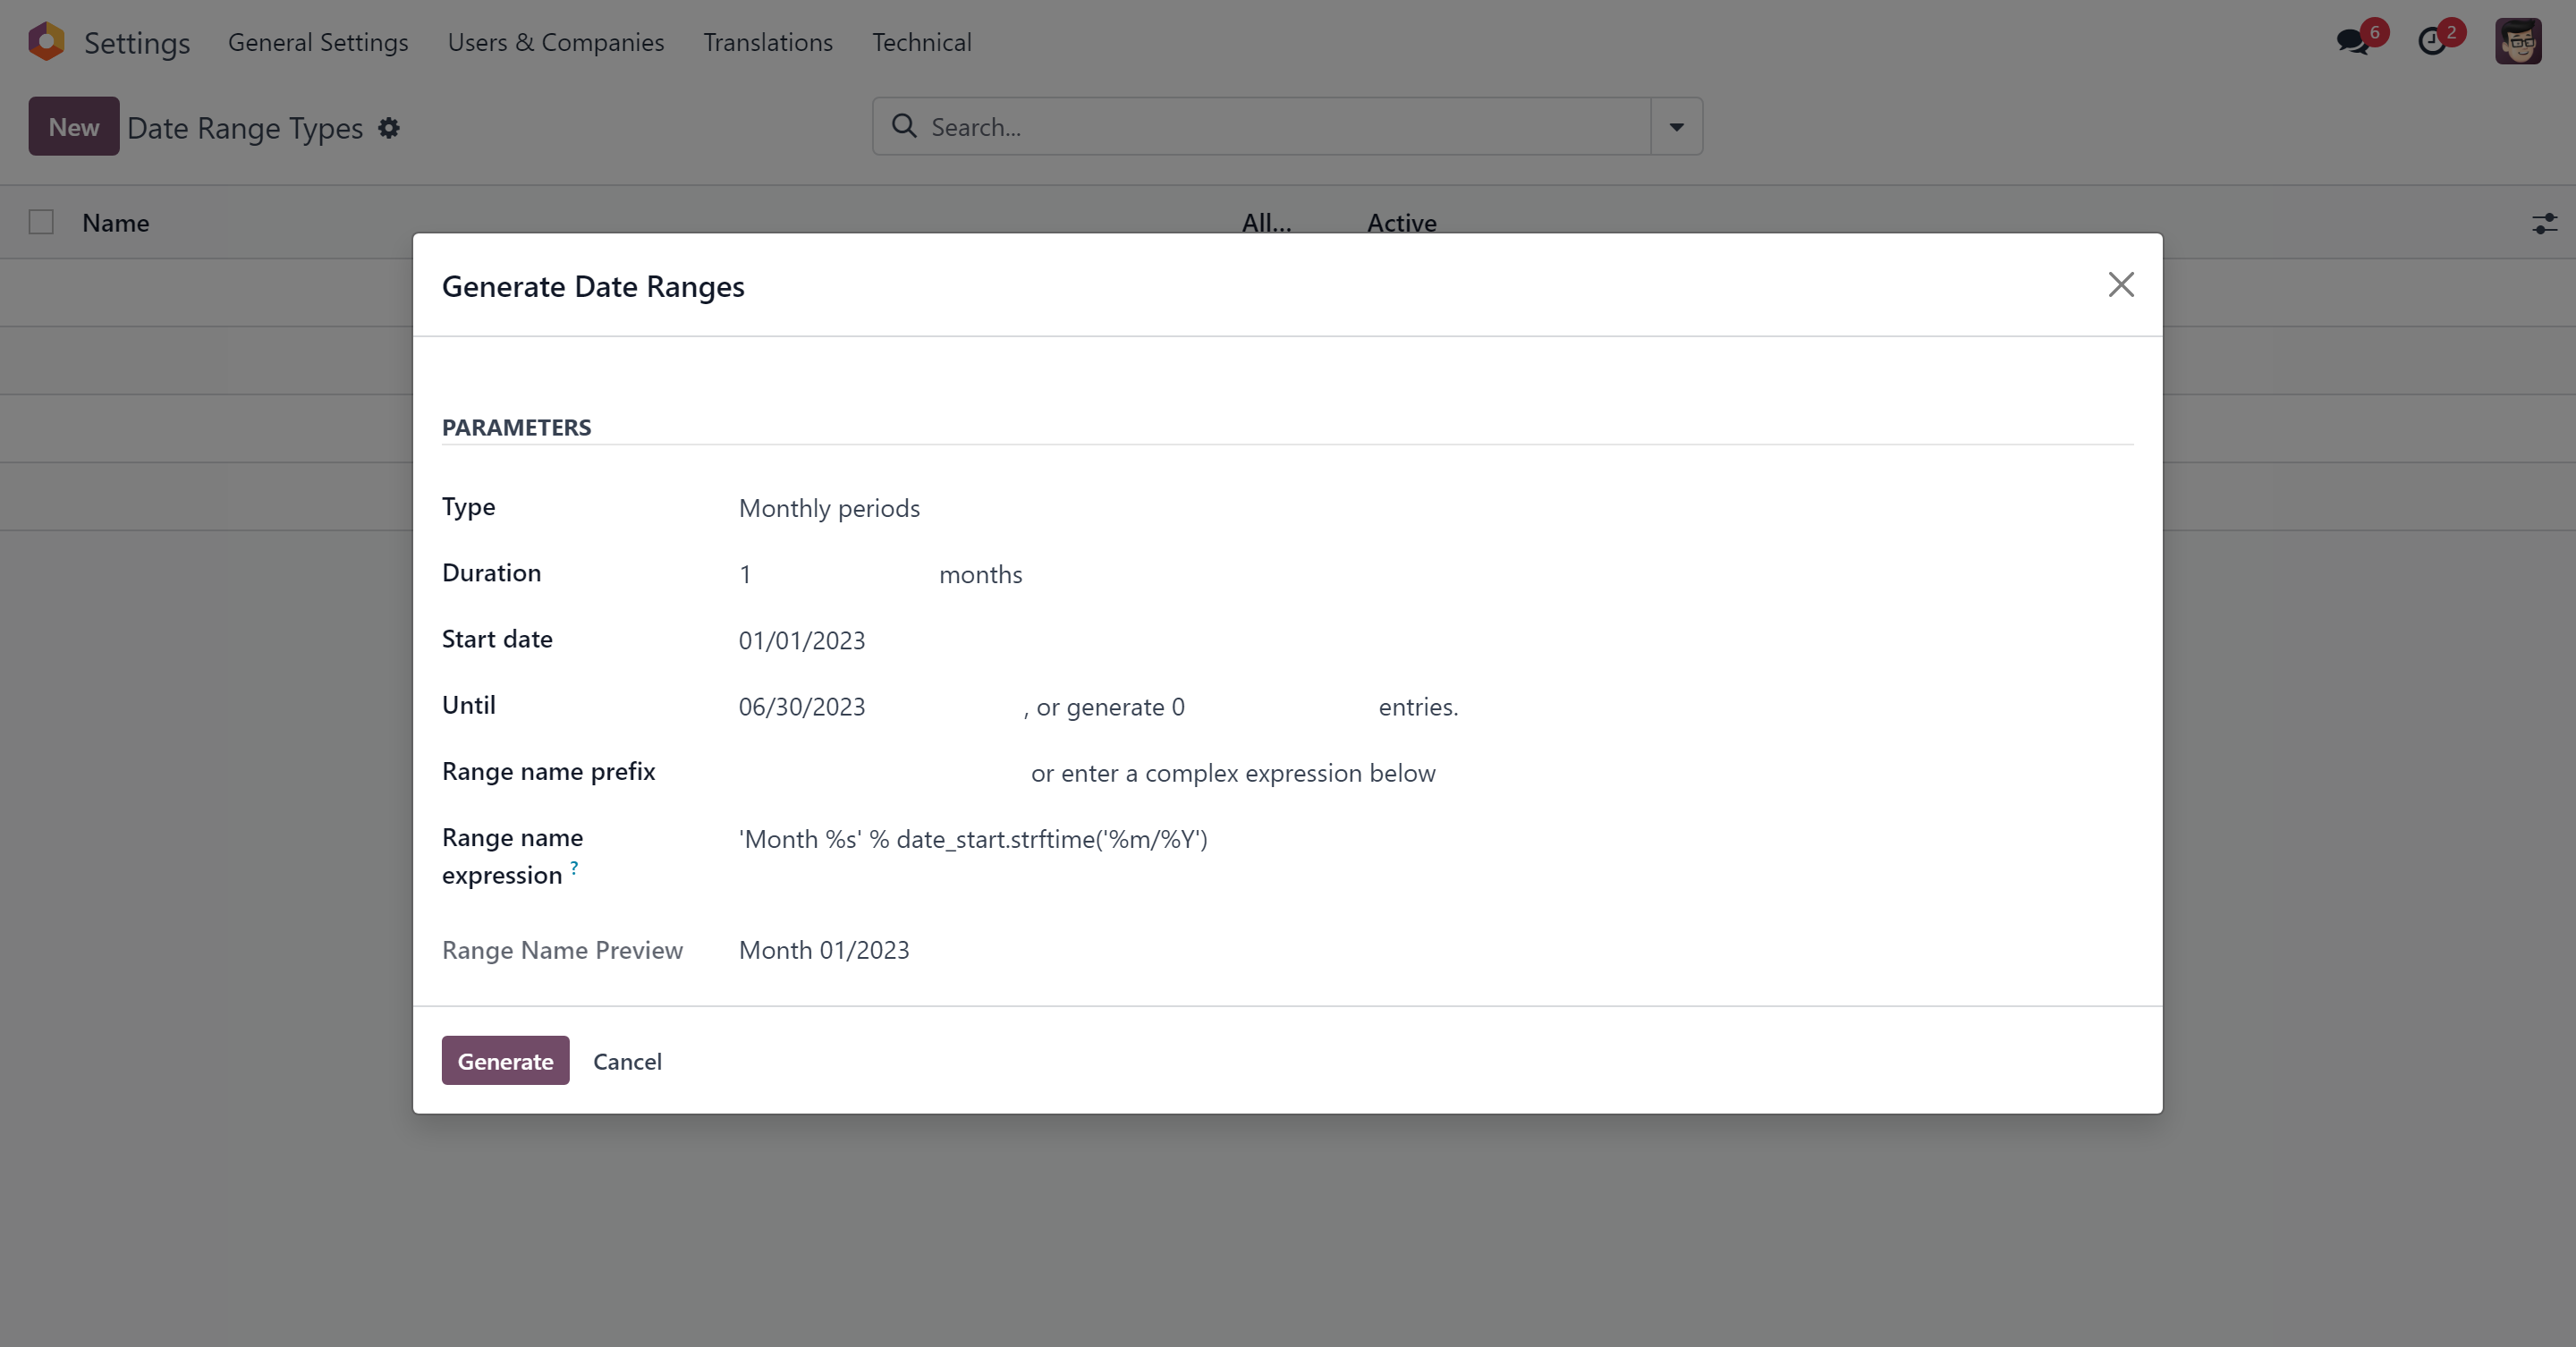 Settings General Settings Users & Companies Translations Technical 6 2
New Date Range Types Search...
Name All... Active
Generate Date Ranges
PARAMETERS
Type Monthly periods
Duration 1 months
Start date 01/01/2023
Until 06/30/2023 , or generate 0 entries.
Range name prefix or enter a complex expression below
Range name 'Month %s' % date_start.strftime('%m/%Y')
expression ?
Range Name Preview Month 01/2023
Generate Cancel